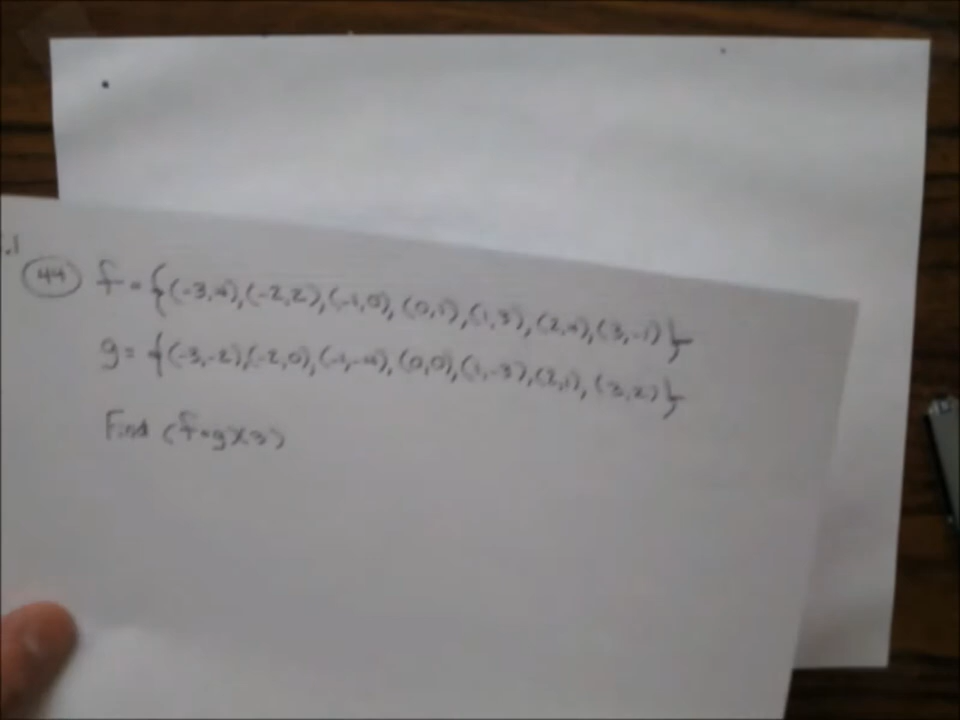 .1
44 f = {(-3,4),(-2,2),(-1,0),(0,1),(1,3),(2,4),(3,-1)}
g = {(-3,-2),(-2,0),(-1,-4),(0,0),(1,-3),(2,1),(3,2)}
Find (f∘g)(3)